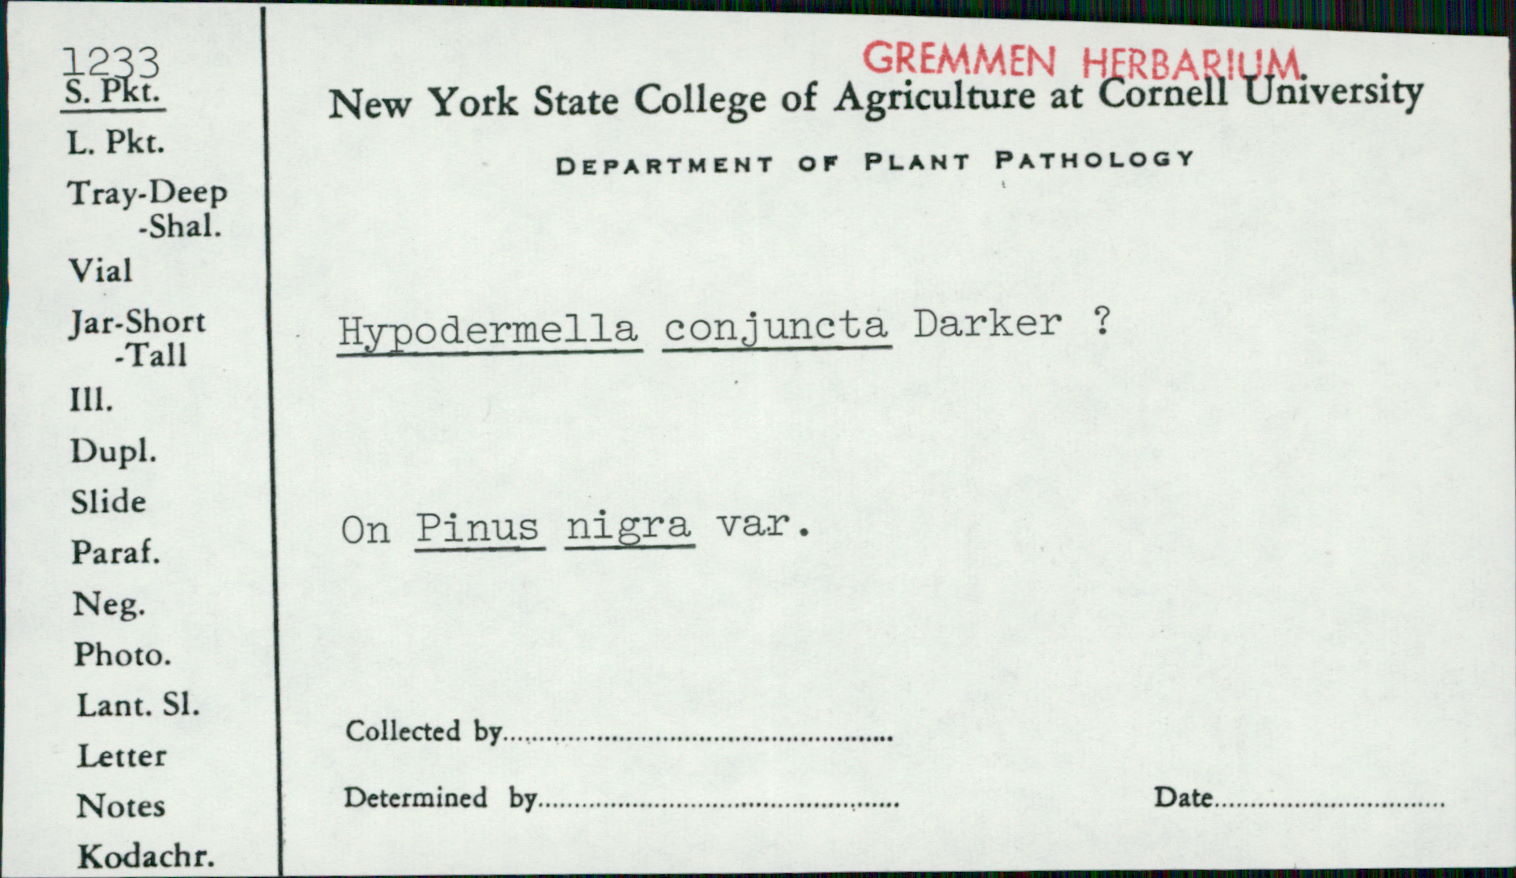 1233
S. Pkt.
L. Pkt.
Tray-Deep
-Shal.
Vial
Jar-Short
-Tall
Ill.
Dupl.
Slide
Paraf.
Neg.
Photo.
Lant. Sl.
Letter
Notes
Kodachr.
GREMMEN HERBARIUM
New York State College of Agriculture at Cornell University
DEPARTMENT OF PLANT PATHOLOGY
Hypodermella conjuncta Darker ?
On Pinus nigra var.
Collected by
Determined by
Date